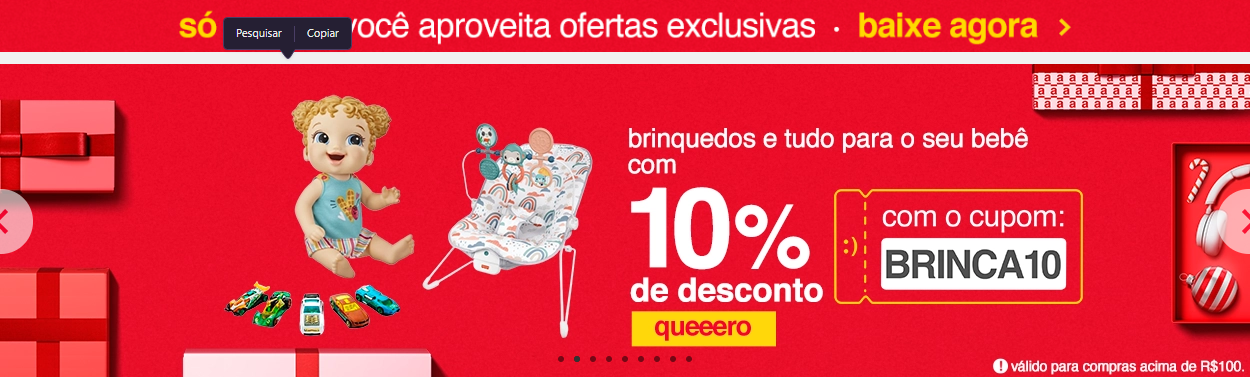 só você aproveita ofertas exclusivas · baixe agora >
Pesquisar Copiar
brinquedos e tudo para o seu bebê
com
10%
de desconto
queeero
:)
com o cupom:
BRINCA10
! válido para compras acima de R$100.